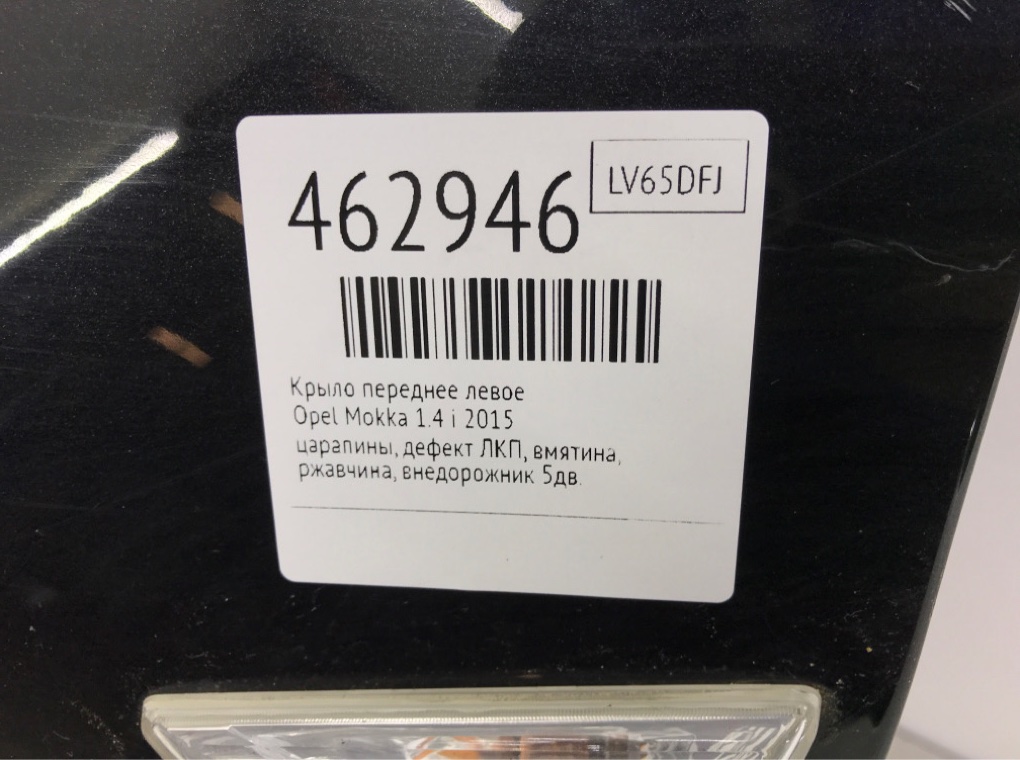 LV65DFJ
462946
Крыло переднее левое
Opel Mokka 1.4 i 2015
царапины, дефект ЛКП, вмятина,
ржавчина, внедорожник 5дв.